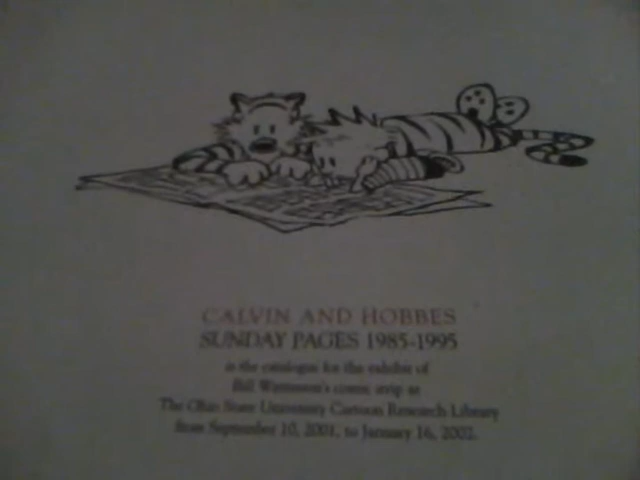 CALVIN AND HOBBES
SUNDAY PAGES 1985-1995
is the catalogue for the exhibit of
Bill Watterson's comic strip at
The Ohio State University Cartoon Research Library
from September 10, 2001, to January 16, 2002.